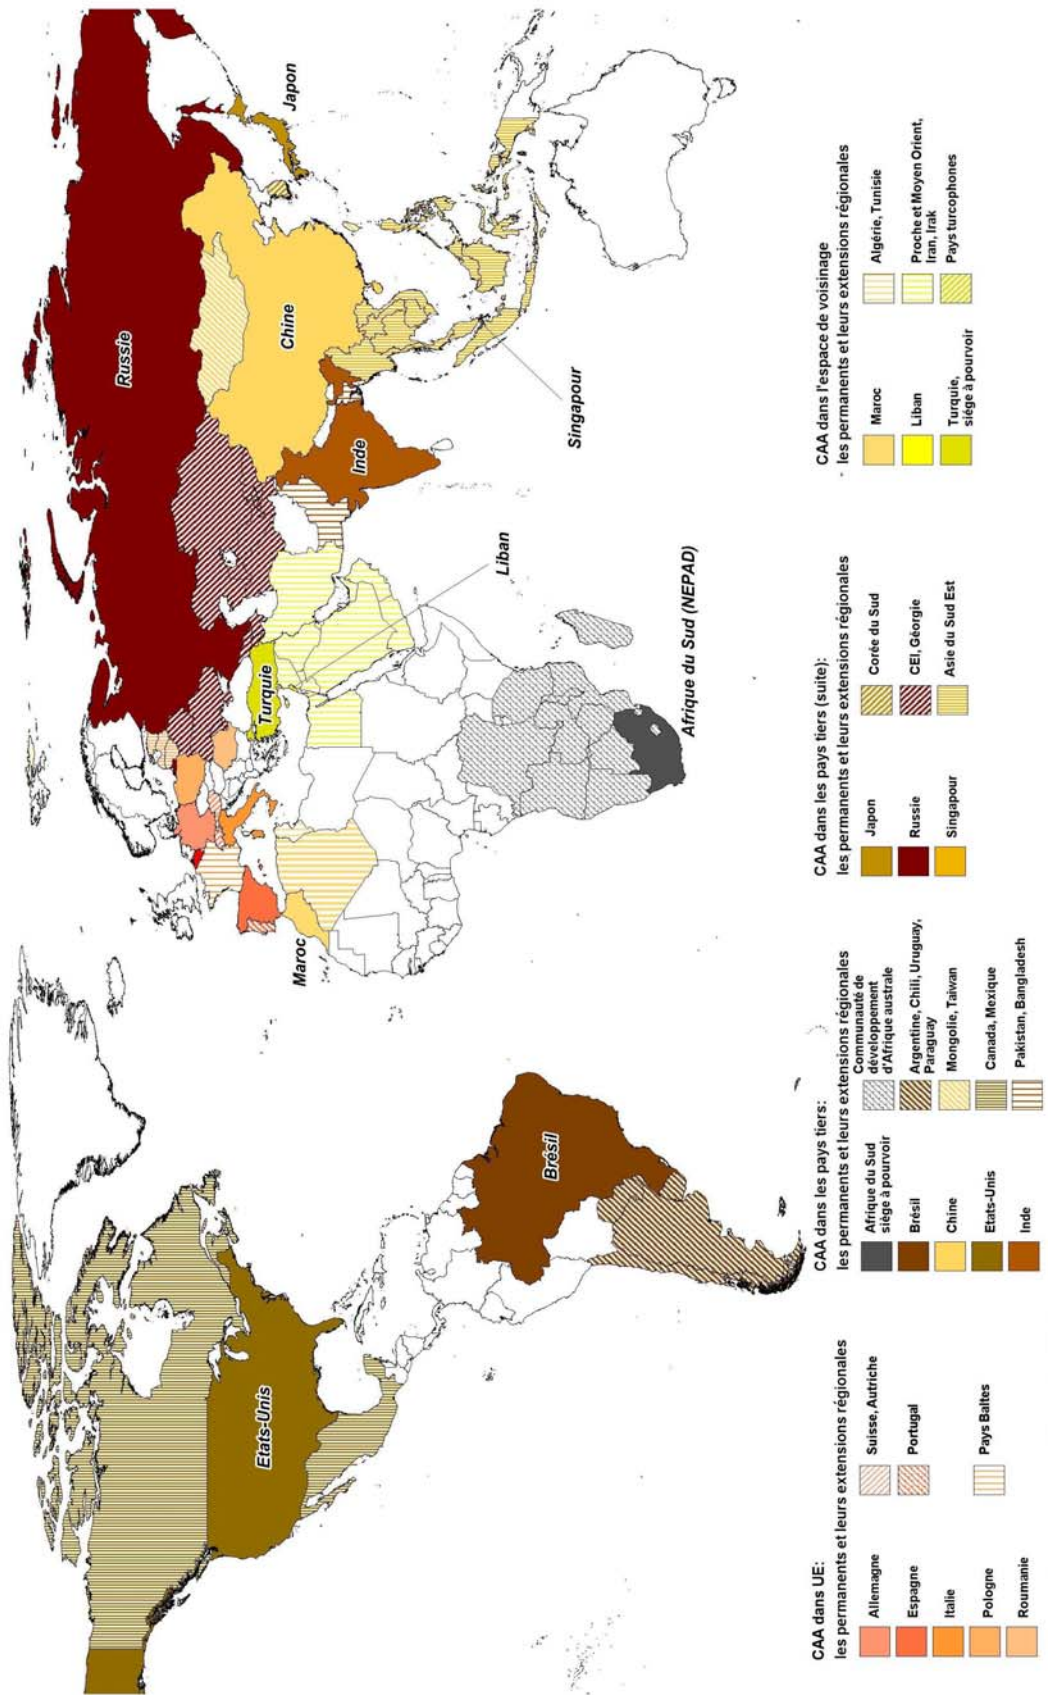 Russie
Japon
Chine
Inde
Singapour
Turquie
Liban
Maroc
Afrique du Sud (NEPAD)
Etats-Unis
Brésil
CAA dans UE:
les permanents et leurs extensions régionales
Allemagne
Espagne
Italie
Pologne
Roumanie
Suisse, Autriche
Portugal
Pays Baltes
CAA dans les pays tiers:
les permanents et leurs extensions régionales
Afrique du Sud
siège à pourvoir
Brésil
Chine
Etats-Unis
Inde
Communauté de
développement
d'Afrique australe
Argentine, Chili, Uruguay,
Paraguay
Mongolie, Taiwan
Canada, Mexique
Pakistan, Bangladesh
CAA dans les pays tiers (suite):
les permanents et leurs extensions régionales
Japon
Russie
Singapour
Corée du Sud
CEI, Géorgie
Asie du Sud Est
CAA dans l'espace de voisinage
- les permanents et leurs extensions régionales
Maroc
Liban
Turquie,
siège à pourvoir
Algérie, Tunisie
Proche et Moyen Orient,
Iran, Irak
Pays turcophones